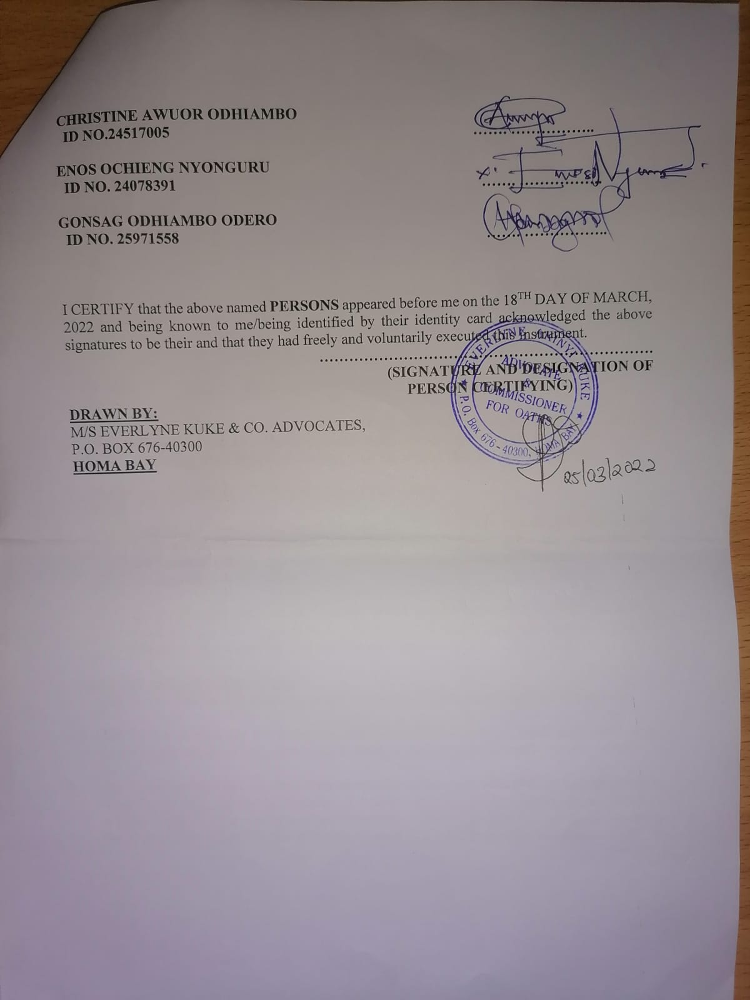 CHRISTINE AWUOR ODHIAMBO
ID NO.24517005
ENOS OCHIENG NYONGURU
ID NO. 24078391
GONSAG ODHIAMBO ODERO
ID NO. 25971558
I CERTIFY that the above named PERSONS appeared before me on the 18TH DAY OF MARCH,
2022 and being known to me/being identified by their identity card acknowledged the above
signatures to be their and that they had freely and voluntarily executed this instrument.
(SIGNATURE AND DESIGNATION OF
PERSON CERTIFYING)
ADVOCATE
&
COMMISSIONER
FOR OATHS
KUKE
P.O. Box 676 - 40300, HOMA BAY
25/03/2022
DRAWN BY:
M/S EVERLYNE KUKE & CO. ADVOCATES,
P.O. BOX 676-40300
HOMA BAY